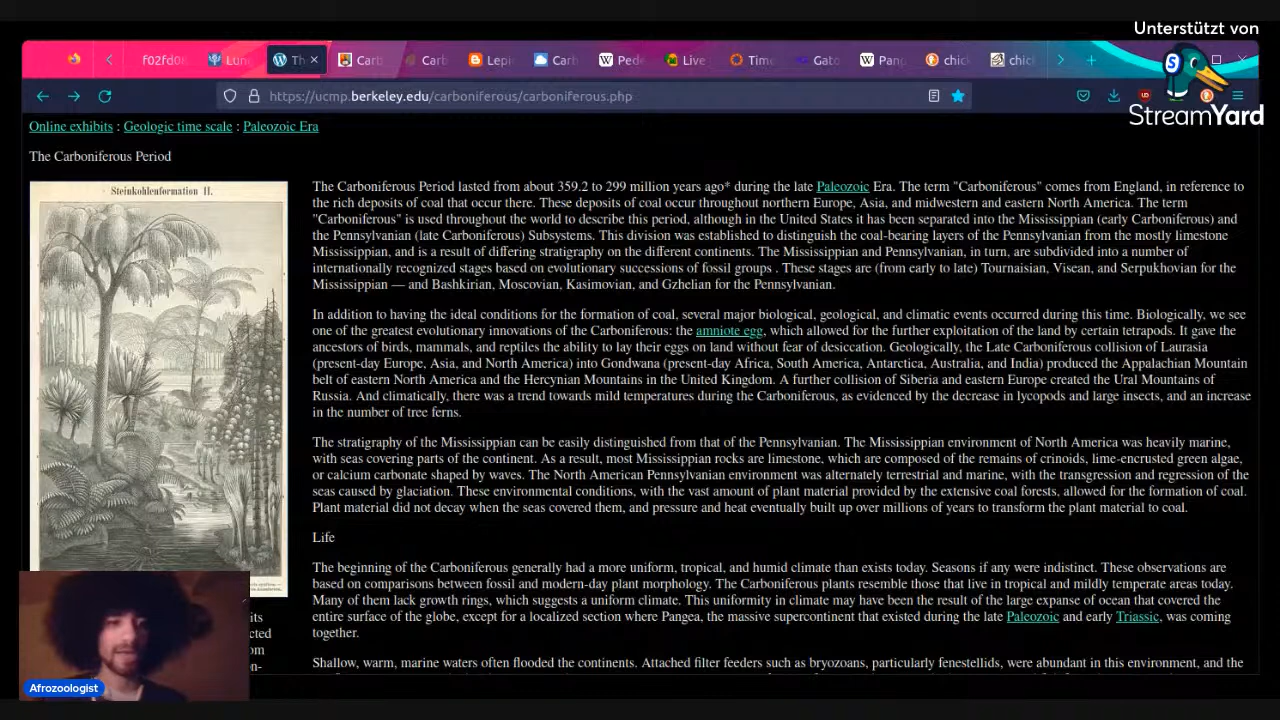 Unterstützt von
StreamYard
f02fd0
Lun
Th
Carb
Carb
Lepi
Carb
Pede
Live
Time
Gato
Pang
chick
chick
https://ucmp.berkeley.edu/carboniferous/carboniferous.php
Online exhibits : Geologic time scale : Paleozoic Era
The Carboniferous Period
Steinkohlenformation II.
The Carboniferous Period lasted from about 359.2 to 299 million years ago* during the late Paleozoic Era. The term "Carboniferous" comes from England, in reference to
the rich deposits of coal that occur there. These deposits of coal occur throughout northern Europe, Asia, and midwestern and eastern North America. The term
"Carboniferous" is used throughout the world to describe this period, although in the United States it has been separated into the Mississippian (early Carboniferous) and
the Pennsylvanian (late Carboniferous) Subsystems. This division was established to distinguish the coal-bearing layers of the Pennsylvanian from the mostly limestone
Mississippian, and is a result of differing stratigraphy on the different continents. The Mississippian and Pennsylvanian, in turn, are subdivided into a number of
internationally recognized stages based on evolutionary successions of fossil groups . These stages are (from early to late) Tournaisian, Visean, and Serpukhovian for the
Mississippian — and Bashkirian, Moscovian, Kasimovian, and Gzhelian for the Pennsylvanian.
In addition to having the ideal conditions for the formation of coal, several major biological, geological, and climatic events occurred during this time. Biologically, we see
one of the greatest evolutionary innovations of the Carboniferous: the amniote egg, which allowed for the further exploitation of the land by certain tetrapods. It gave the
ancestors of birds, mammals, and reptiles the ability to lay their eggs on land without fear of desiccation. Geologically, the Late Carboniferous collision of Laurasia
(present-day Europe, Asia, and North America) into Gondwana (present-day Africa, South America, Antarctica, Australia, and India) produced the Appalachian Mountain
belt of eastern North America and the Hercynian Mountains in the United Kingdom. A further collision of Siberia and eastern Europe created the Ural Mountains of
Russia. And climatically, there was a trend towards mild temperatures during the Carboniferous, as evidenced by the decrease in lycopods and large insects, and an increase
in the number of tree ferns.
The stratigraphy of the Mississippian can be easily distinguished from that of the Pennsylvanian. The Mississippian environment of North America was heavily marine,
with seas covering parts of the continent. As a result, most Mississippian rocks are limestone, which are composed of the remains of crinoids, lime-encrusted green algae,
or calcium carbonate shaped by waves. The North American Pennsylvanian environment was alternately terrestrial and marine, with the transgression and regression of the
seas caused by glaciation. These environmental conditions, with the vast amount of plant material provided by the extensive coal forests, allowed for the formation of coal.
Plant material did not decay when the seas covered them, and pressure and heat eventually built up over millions of years to transform the plant material to coal.
Life
The beginning of the Carboniferous generally had a more uniform, tropical, and humid climate than exists today. Seasons if any were indistinct. These observations are
based on comparisons between fossil and modern-day plant morphology. The Carboniferous plants resemble those that live in tropical and mildly temperate areas today.
Many of them lack growth rings, which suggests a uniform climate. This uniformity in climate may have been the result of the large expanse of ocean that covered the
entire surface of the globe, except for a localized section where Pangea, the massive supercontinent that existed during the late Paleozoic and early Triassic, was coming
together.
Shallow, warm, marine waters often flooded the continents. Attached filter feeders such as bryozoans, particularly fenestellids, were abundant in this environment, and the
its
cted
om
on-
Afrozoologist